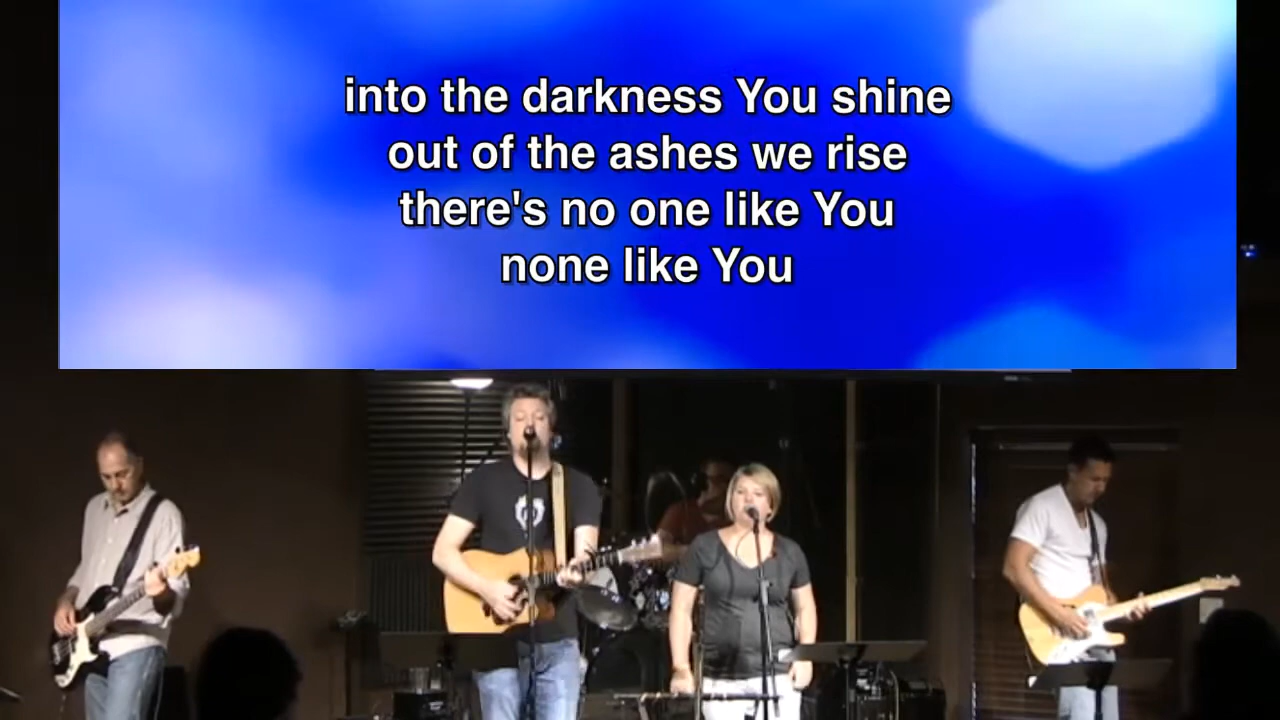 into the darkness You shine
out of the ashes we rise
there's no one like You
none like You